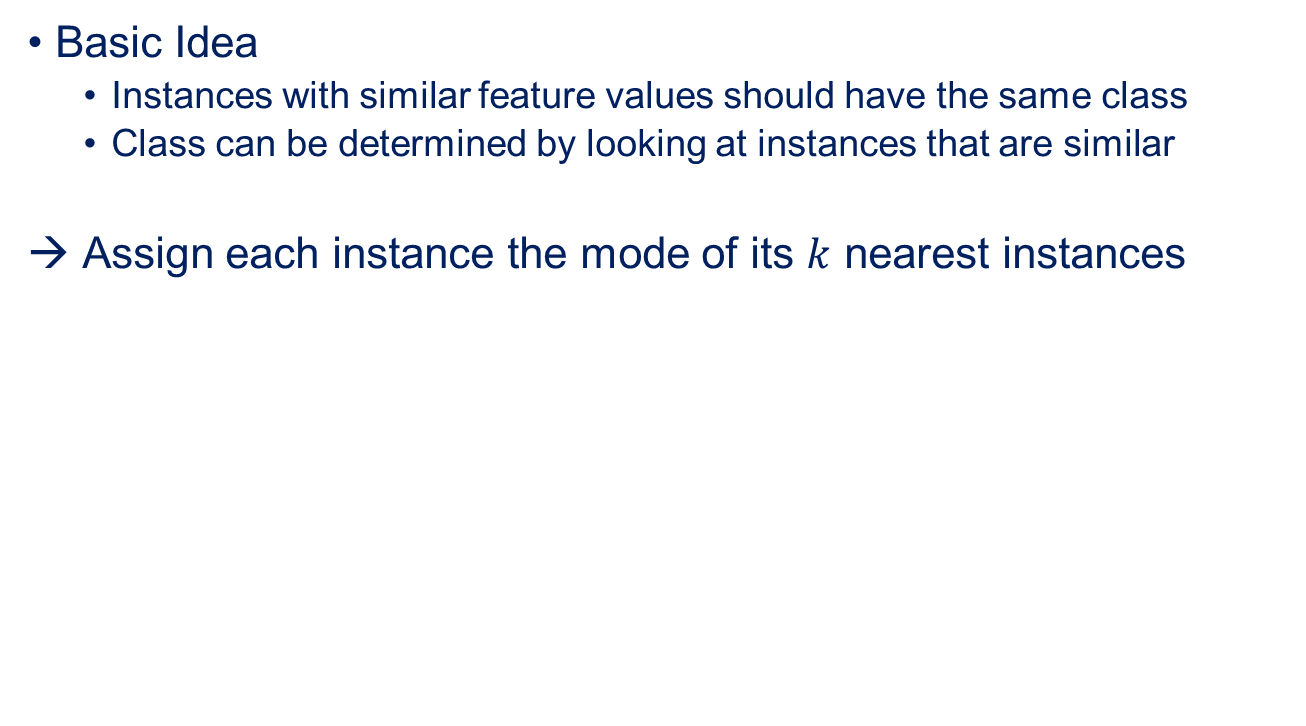 • Basic Idea
• Instances with similar feature values should have the same class
• Class can be determined by looking at instances that are similar
→ Assign each instance the mode of its 𝑘 nearest instances